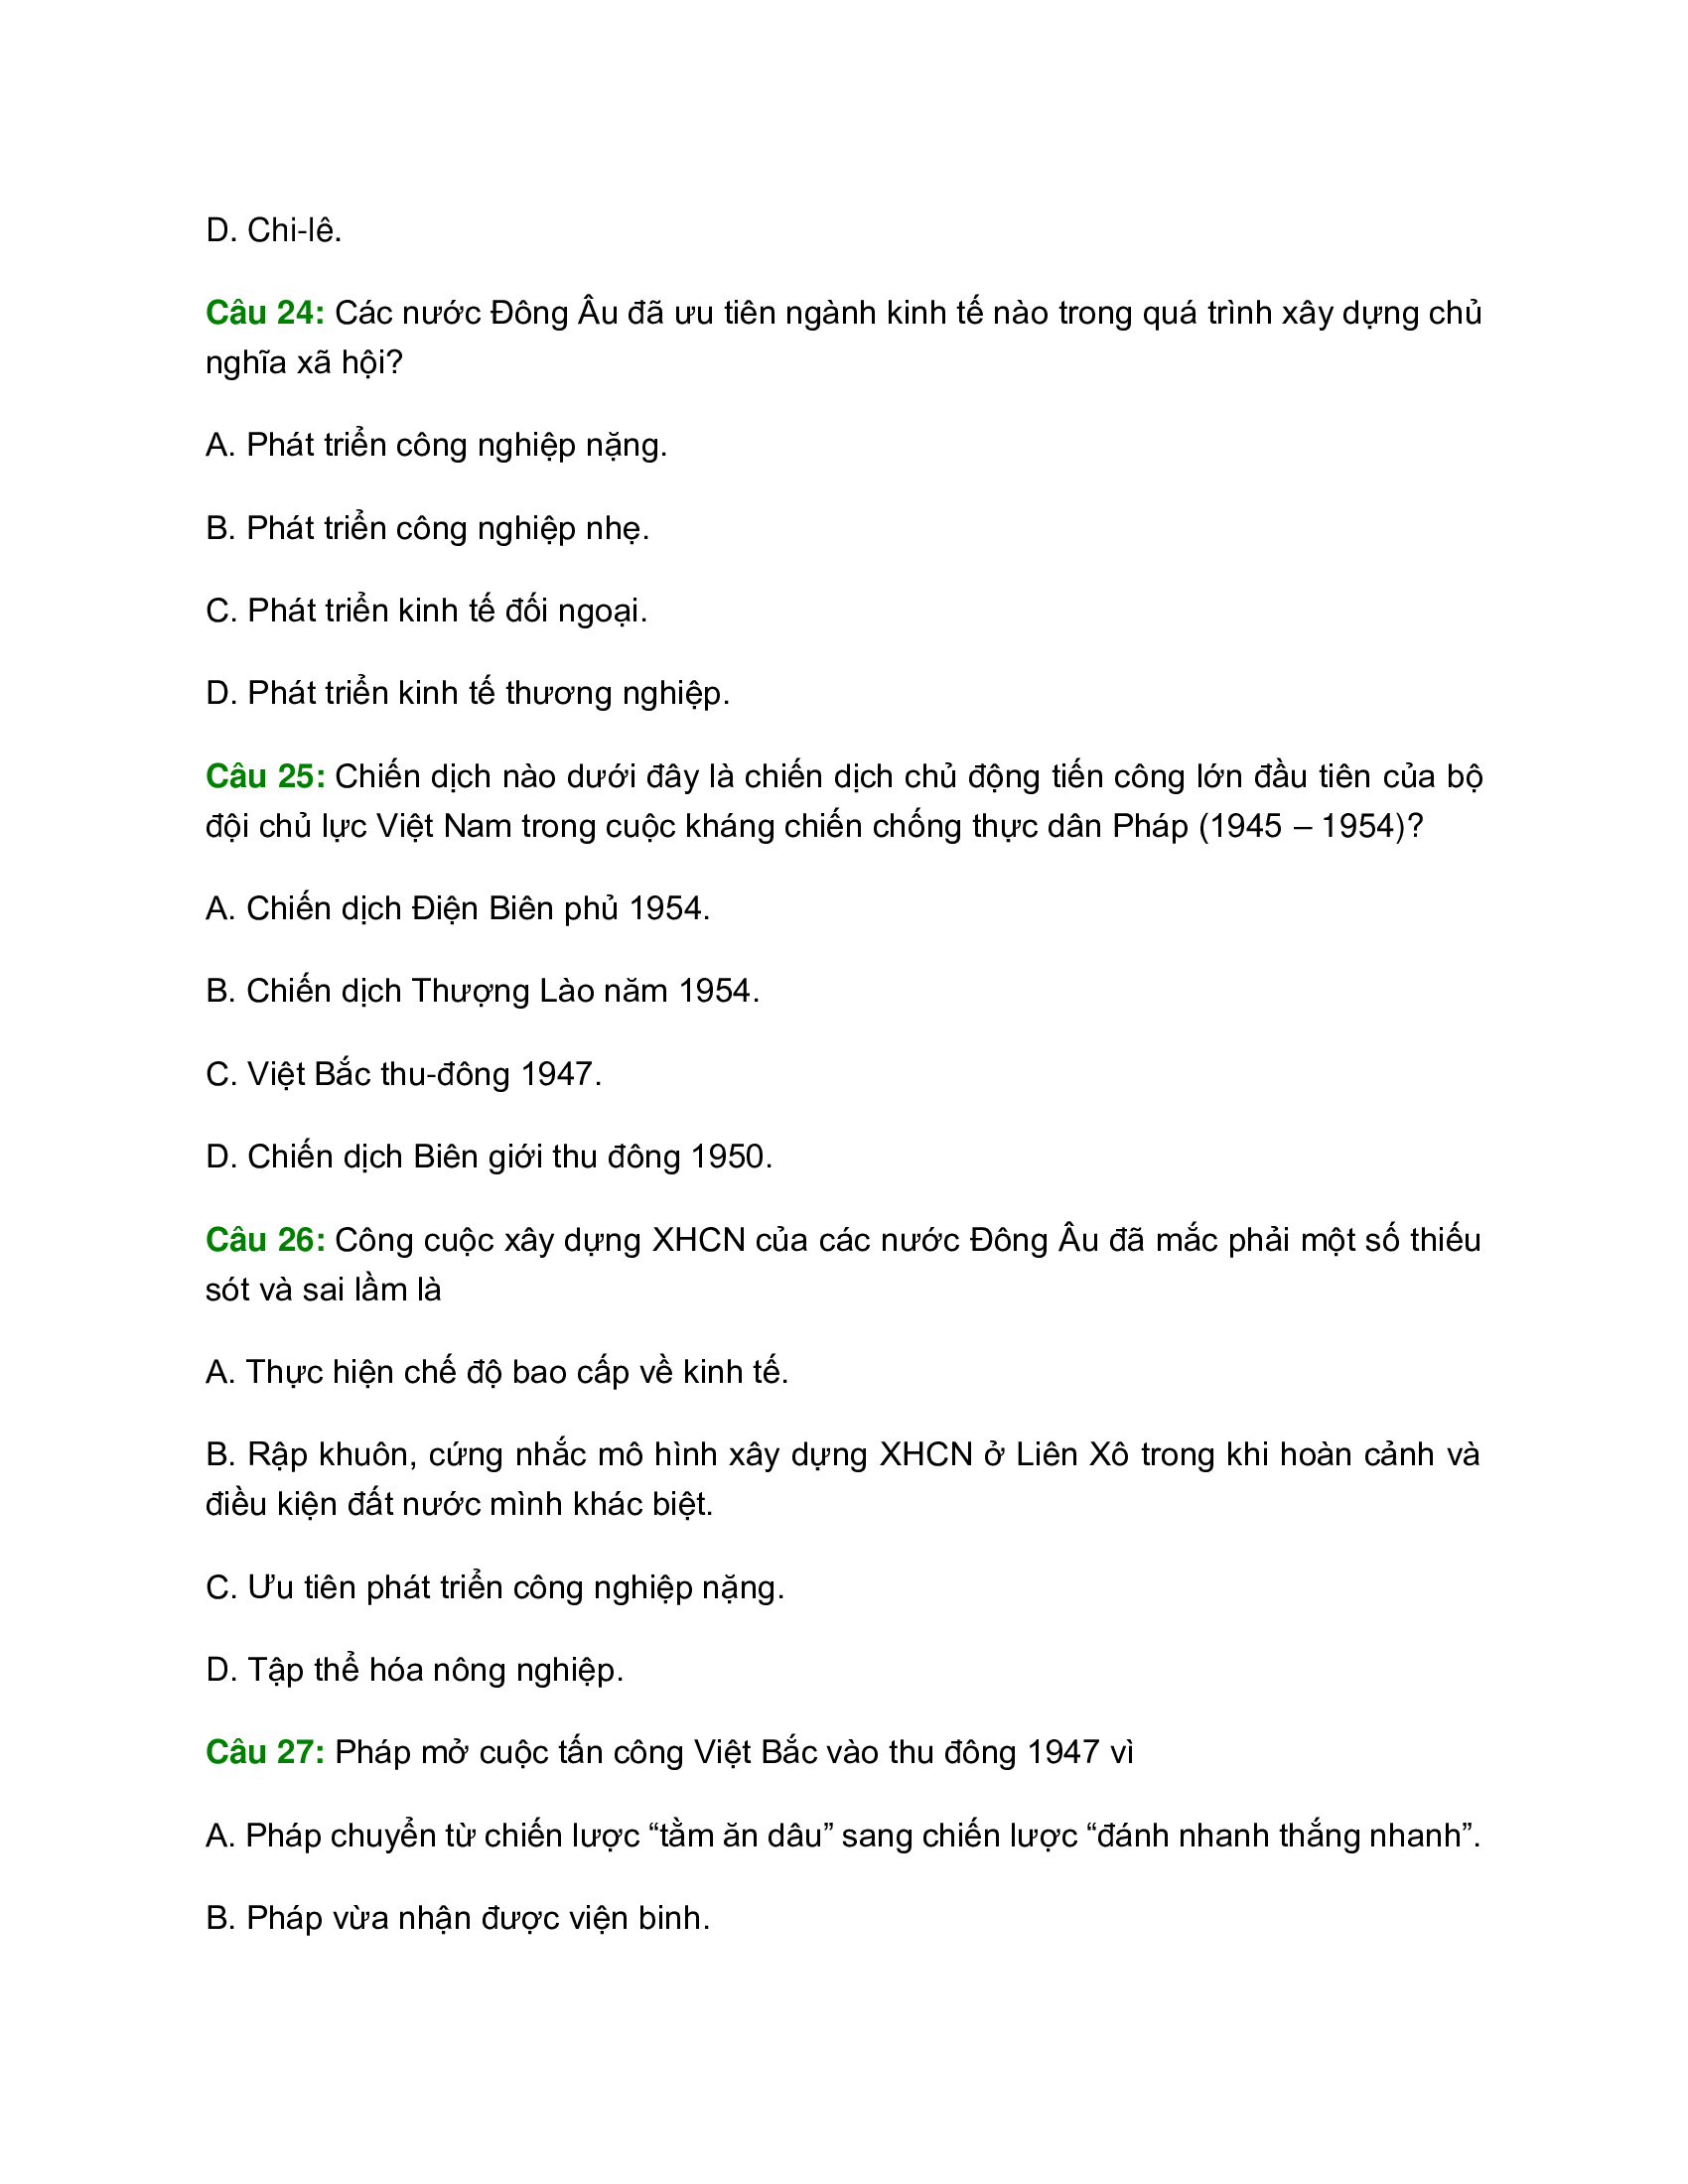 D. Chi-lê.
Câu 24: Các nước Đông Âu đã ưu tiên ngành kinh tế nào trong quá trình xây dựng chủ
nghĩa xã hội?
A. Phát triển công nghiệp nặng.
B. Phát triển công nghiệp nhẹ.
C. Phát triển kinh tế đối ngoại.
D. Phát triển kinh tế thương nghiệp.
Câu 25: Chiến dịch nào dưới đây là chiến dịch chủ động tiến công lớn đầu tiên của bộ
đội chủ lực Việt Nam trong cuộc kháng chiến chống thực dân Pháp (1945 – 1954)?
A. Chiến dịch Điện Biên phủ 1954.
B. Chiến dịch Thượng Lào năm 1954.
C. Việt Bắc thu-đông 1947.
D. Chiến dịch Biên giới thu đông 1950.
Câu 26: Công cuộc xây dựng XHCN của các nước Đông Âu đã mắc phải một số thiếu
sót và sai lầm là
A. Thực hiện chế độ bao cấp về kinh tế.
B. Rập khuôn, cứng nhắc mô hình xây dựng XHCN ở Liên Xô trong khi hoàn cảnh và
điều kiện đất nước mình khác biệt.
C. Ưu tiên phát triển công nghiệp nặng.
D. Tập thể hóa nông nghiệp.
Câu 27: Pháp mở cuộc tấn công Việt Bắc vào thu đông 1947 vì
A. Pháp chuyển từ chiến lược “tằm ăn dâu” sang chiến lược “đánh nhanh thắng nhanh”.
B. Pháp vừa nhận được viện binh.